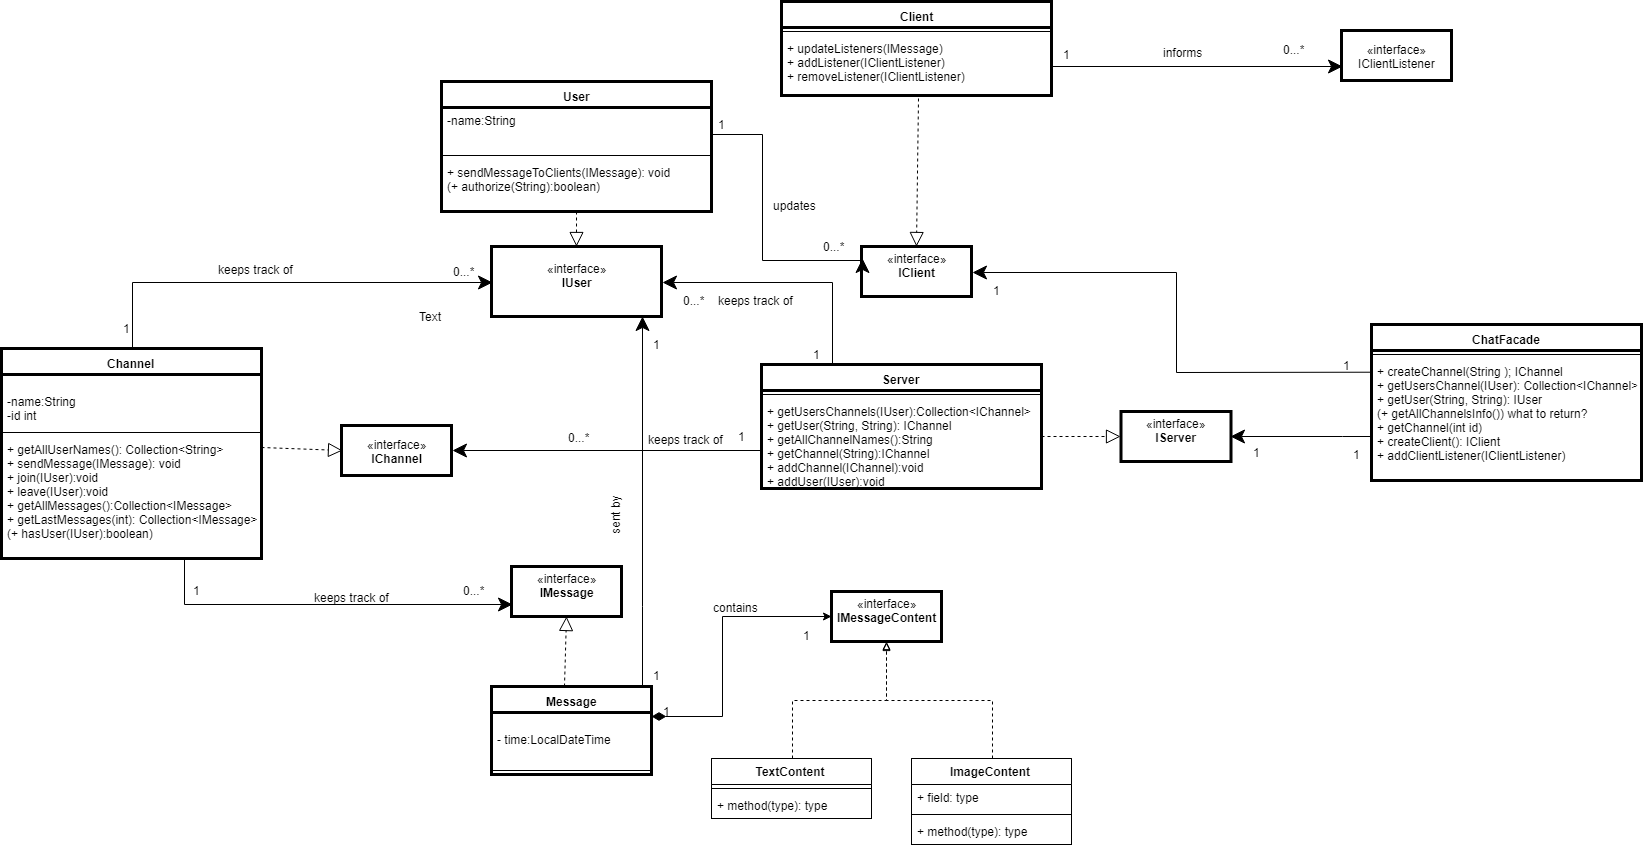 Client
+ updateListeners(IMessage)
+ addListener(IClientListener)
+ removeListener(IClientListener)
1
informs
0...*
«interface»
IClientListener
User
-name:String
+ sendMessageToClients(IMessage): void
(+ authorize(String):boolean)
1
updates
0...*
«interface»
IClient
1
keeps track of
0...*
«interface»
IUser
0...*
keeps track of
Text
1
1
1
1
Channel
-name:String
-id int
+ getAllUserNames(): Collection<String>
+ sendMessage(IMessage): void
+ join(IUser):void
+ leave(IUser):void
+ getAllMessages():Collection<IMessage>
+ getLastMessages(int): Collection<IMessage>
(+ hasUser(IUser):boolean)
«interface»
IChannel
0...*
keeps track of
1
Server
+ getUsersChannels(IUser):Collection<IChannel>
+ getUser(String, String): IChannel
+ getAllChannelNames():String
+ getChannel(String):IChannel
+ addChannel(IChannel):void
+ addUser(IUser):void
«interface»
IServer
1
1
ChatFacade
+ createChannel(String ); IChannel
+ getUsersChannel(IUser): Collection<IChannel>
+ getUser(String, String): IUser
(+ getAllChannelsInfo()) what to return?
+ getChannel(int id)
+ createClient(): IClient
+ addClientListener(IClientListener)
sent by
1
keeps track of
0...*
«interface»
IMessage
contains
1
«interface»
IMessageContent
1
Message
1
- time:LocalDateTime
TextContent
+ method(type): type
ImageContent
+ field: type
+ method(type): type